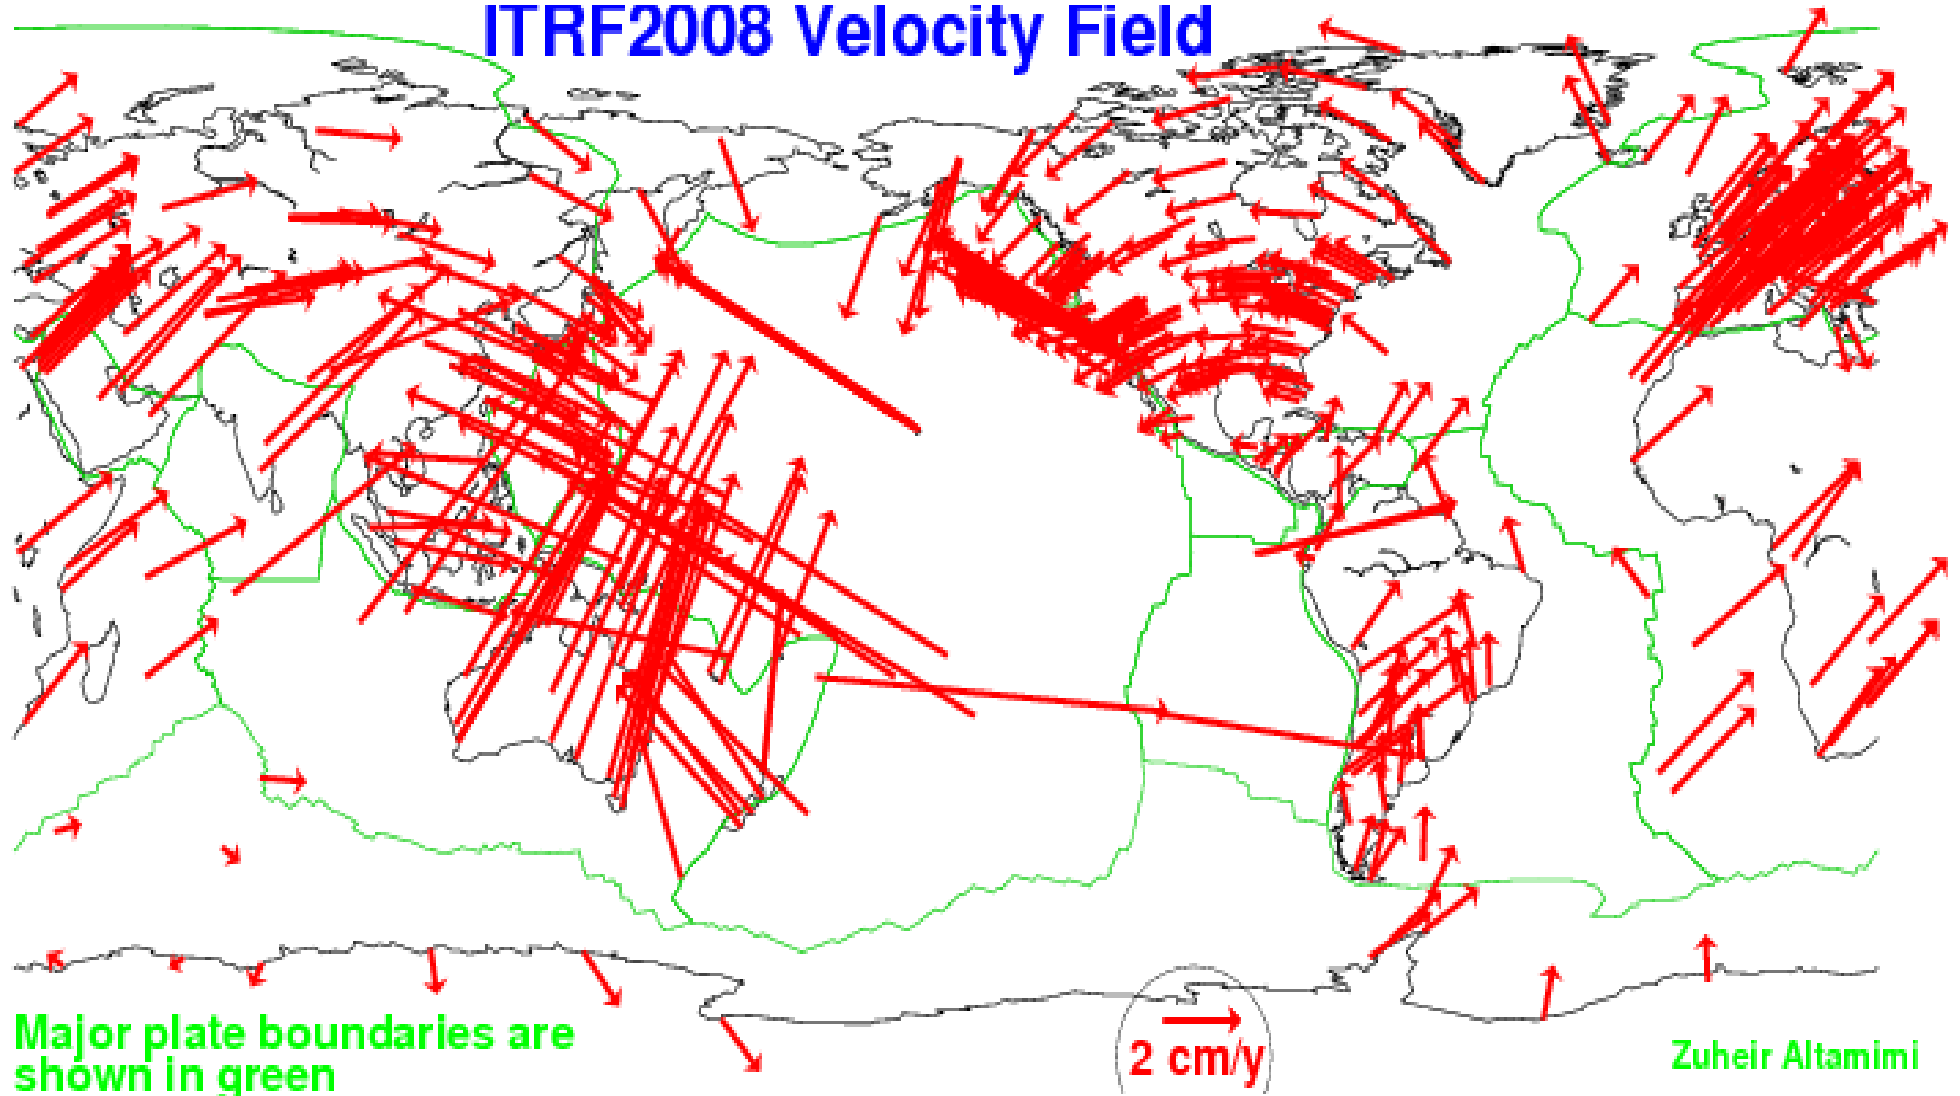 ITRF2008 Velocity Field
Major plate boundaries are
shown in green
2 cm/y
Zuheir Altamimi